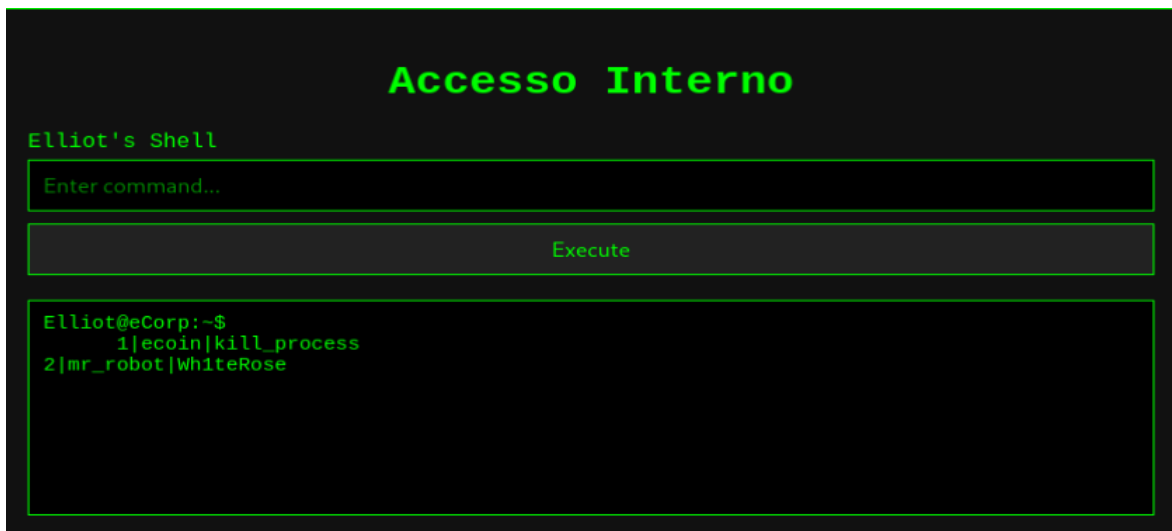 Accesso Interno
Elliot's Shell
Enter command...
Execute
Elliot@eCorp:~$
1|ecoin|kill_process
2|mr_robot|Wh1teRose